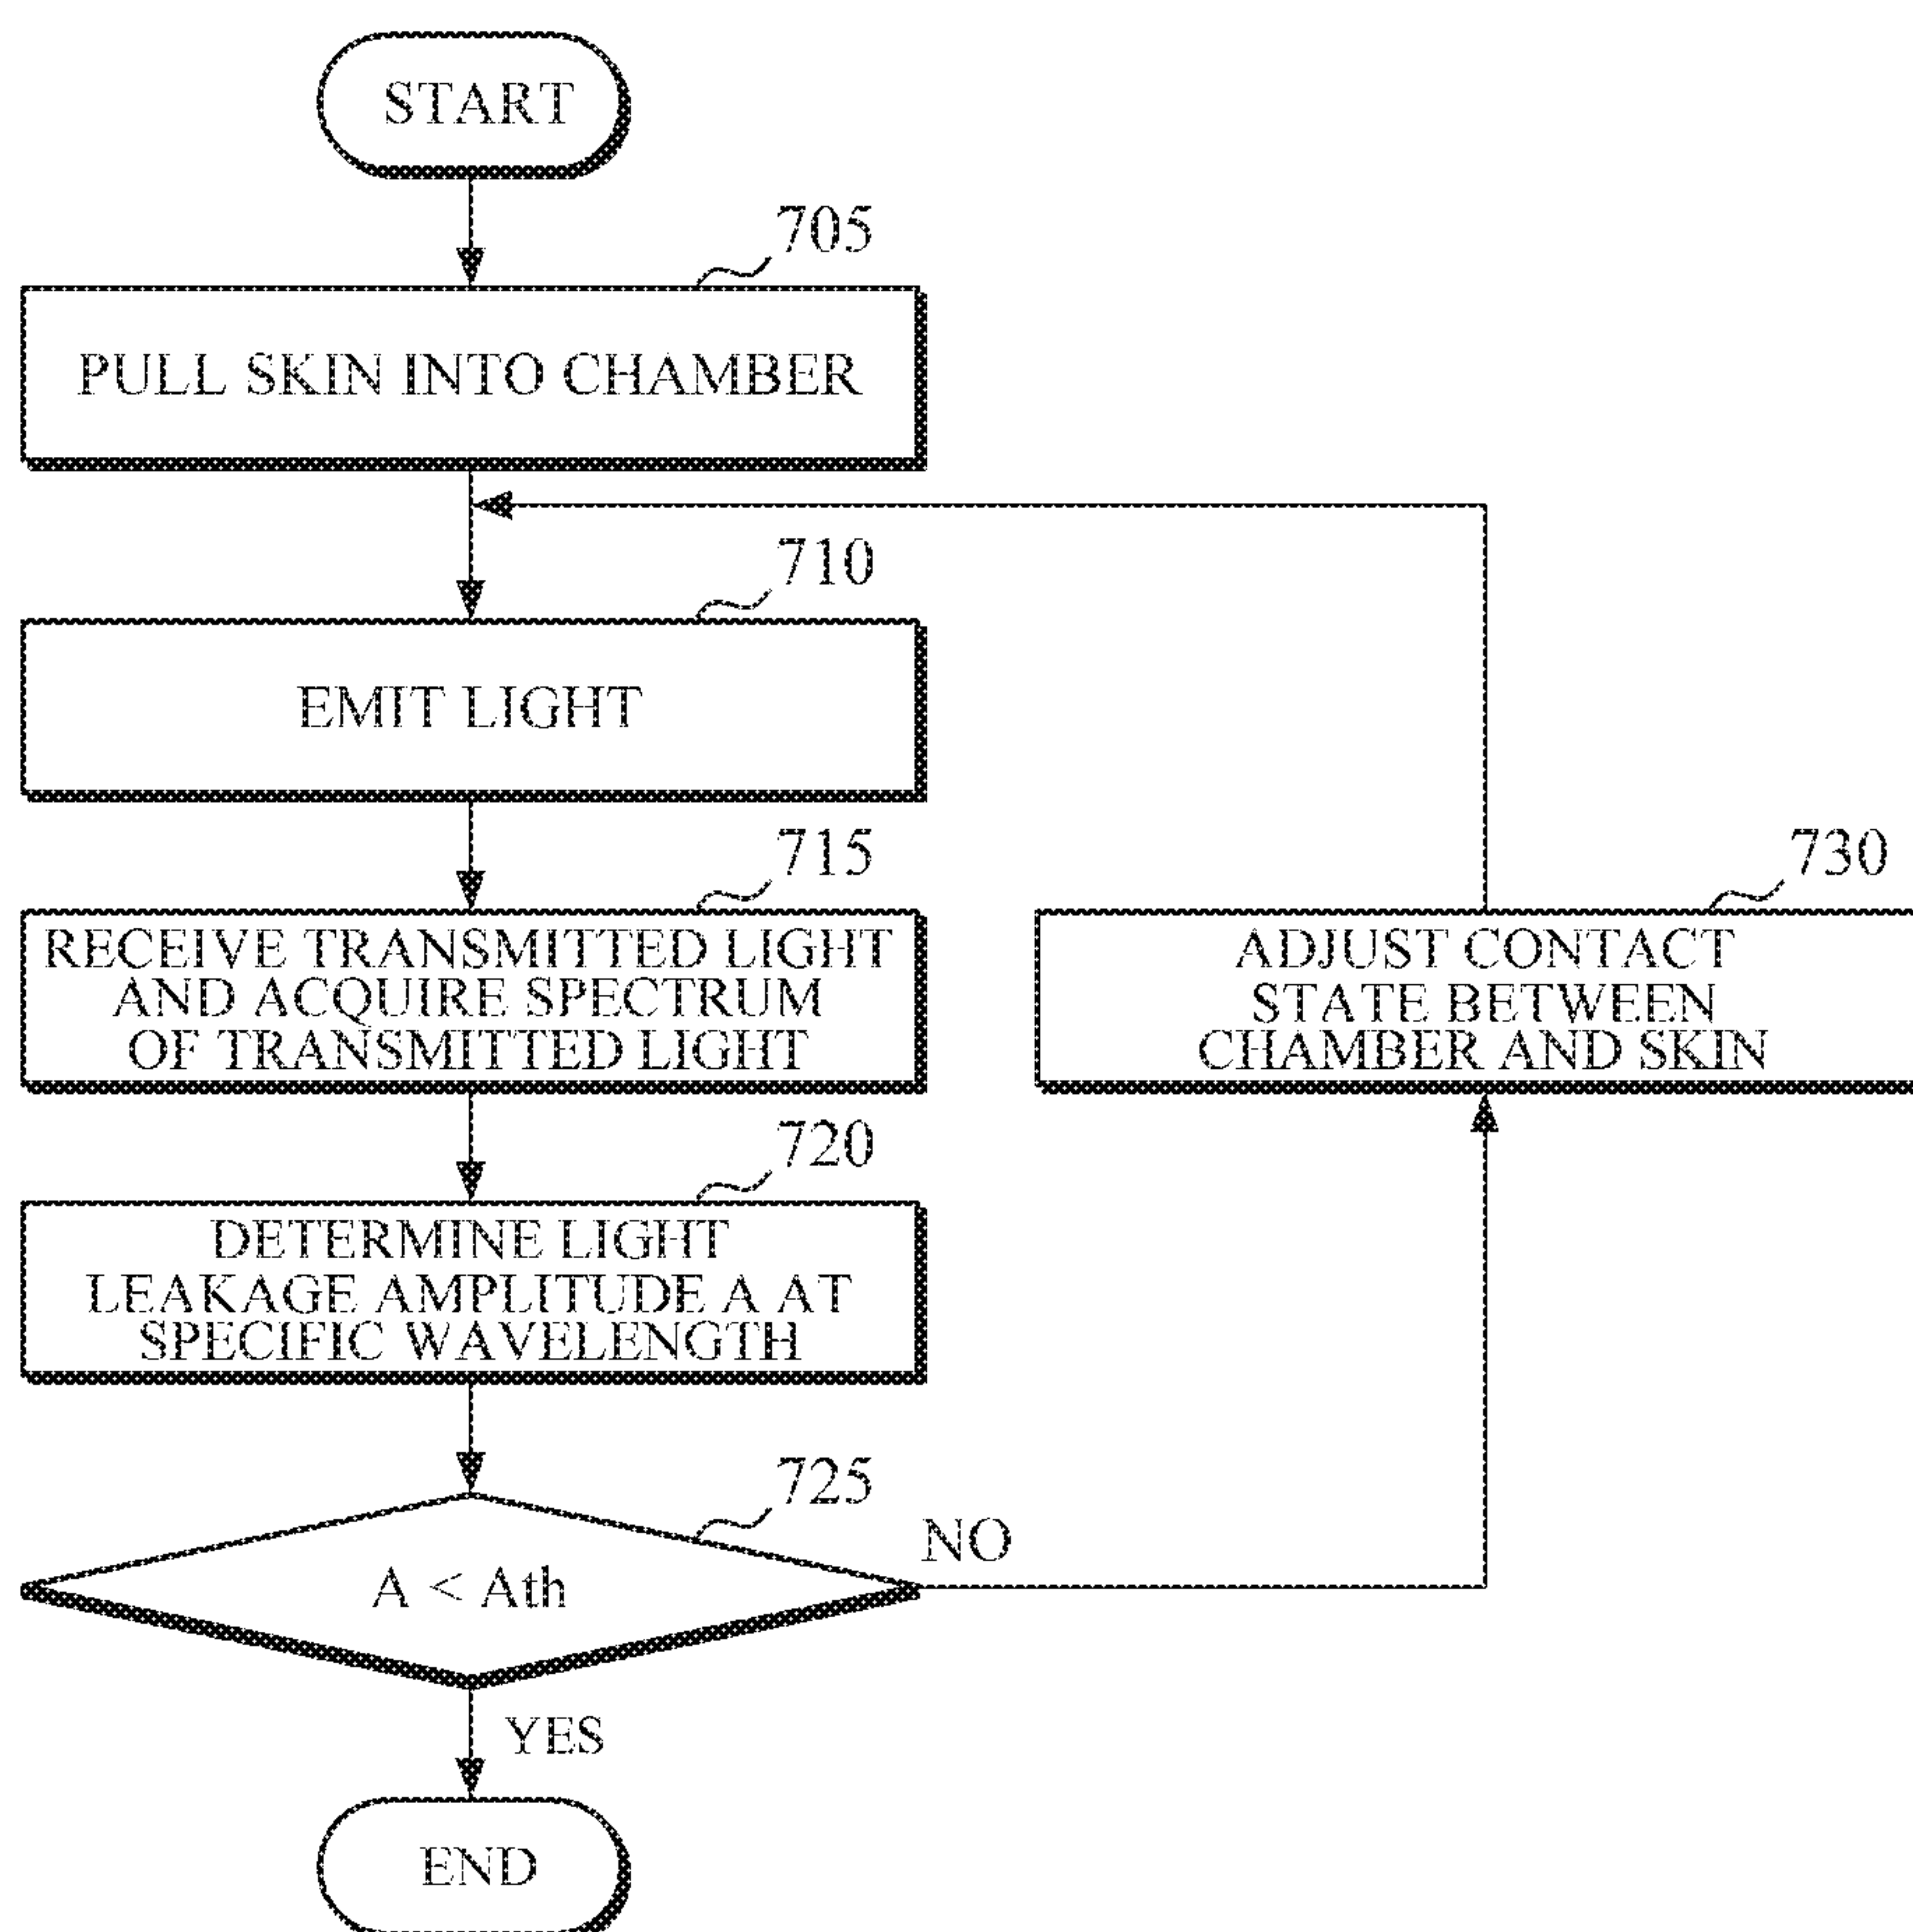 START
705
PULL SKIN INTO CHAMBER
710
EMIT LIGHT
715
RECEIVE TRANSMITTED LIGHT
AND ACQUIRE SPECTRUM
OF TRANSMITTED LIGHT
730
ADJUST CONTACT
STATE BETWEEN
CHAMBER AND SKIN
720
DETERMINE LIGHT
LEAKAGE AMPLITUDE A AT
SPECIFIC WAVELENGTH
725
A < Ath
NO
YES
END